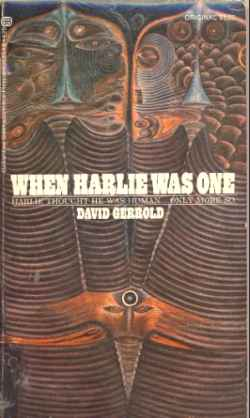 WHEN HARLIE WAS ONE
HARLIE THOUGHT HE WAS HUMAN. ONLY MORE SO.
DAVID GERROLD